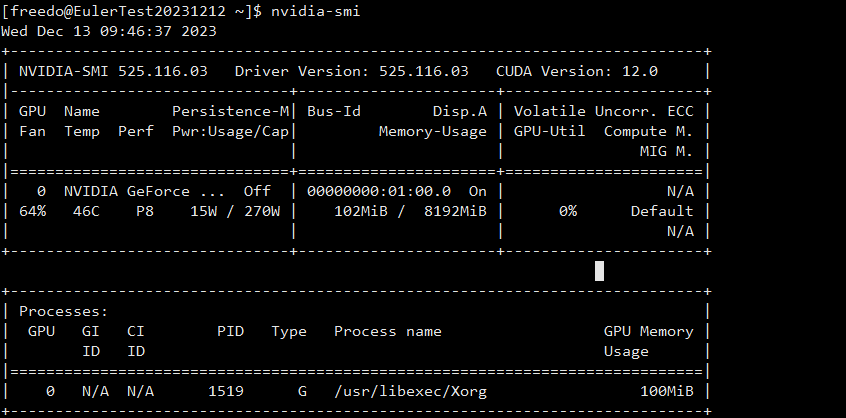 [freedo@EulerTest20231212 ~]$ nvidia-smi
Wed Dec 13 09:46:37 2023
+-----------------------------------------------------------------------------+
| NVIDIA-SMI 525.116.03   Driver Version: 525.116.03   CUDA Version: 12.0     |
|-------------------------------+----------------------+----------------------+
| GPU  Name        Persistence-M| Bus-Id        Disp.A | Volatile Uncorr. ECC |
| Fan  Temp  Perf  Pwr:Usage/Cap|         Memory-Usage | GPU-Util  Compute M. |
|                               |                      |               MIG M. |
|===============================+======================+======================|
|   0  NVIDIA GeForce ...  Off  | 00000000:01:00.0  On |                  N/A |
| 64%   46C    P8    15W / 270W |    102MiB /  8192MiB |      0%      Default |
|                               |                      |                  N/A |
+-------------------------------+----------------------+----------------------+
+-----------------------------------------------------------------------------+
| Processes:                                                                  |
|  GPU   GI   CI        PID   Type   Process name                  GPU Memory |
|        ID   ID                                                   Usage      |
|=============================================================================|
|    0   N/A  N/A      1519      G   /usr/libexec/Xorg                 100MiB |
+-----------------------------------------------------------------------------+